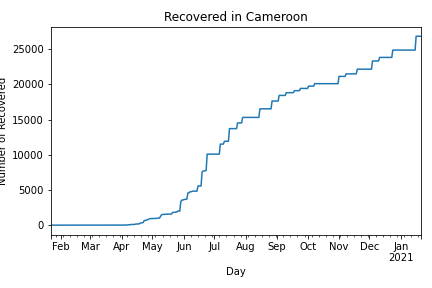 Recovered in Cameroon
Number of Recovered
25000
20000
15000
10000
5000
0
Feb Mar Apr May Jun Jul Aug Sep Oct Nov Dec Jan
2021
Day